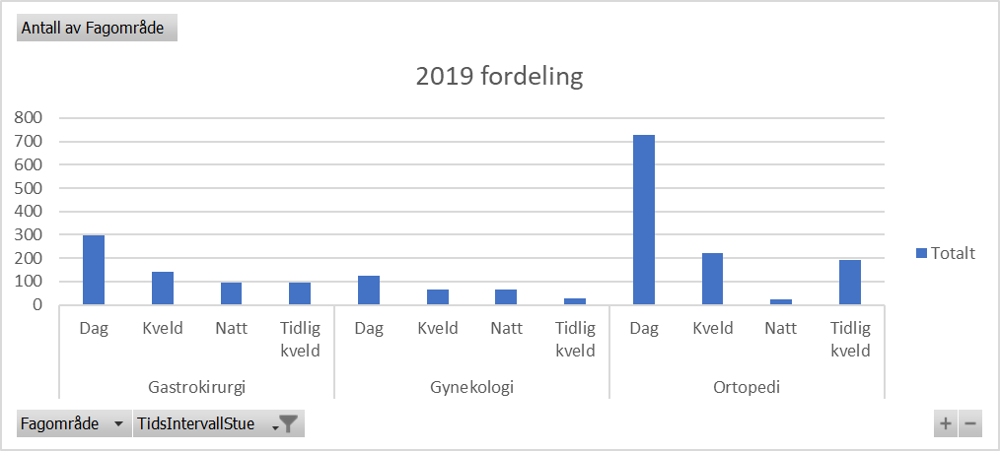 Antall av Fagområde
2019 fordeling
800
700
600
500
400
300
200
100
0
Dag Kveld Natt Tidlig kveld Dag Kveld Natt Tidlig kveld Dag Kveld Natt Tidlig kveld
Gastrokirurgi Gynekologi Ortopedi
Totalt
Fagområde TidsIntervallStue
+ −